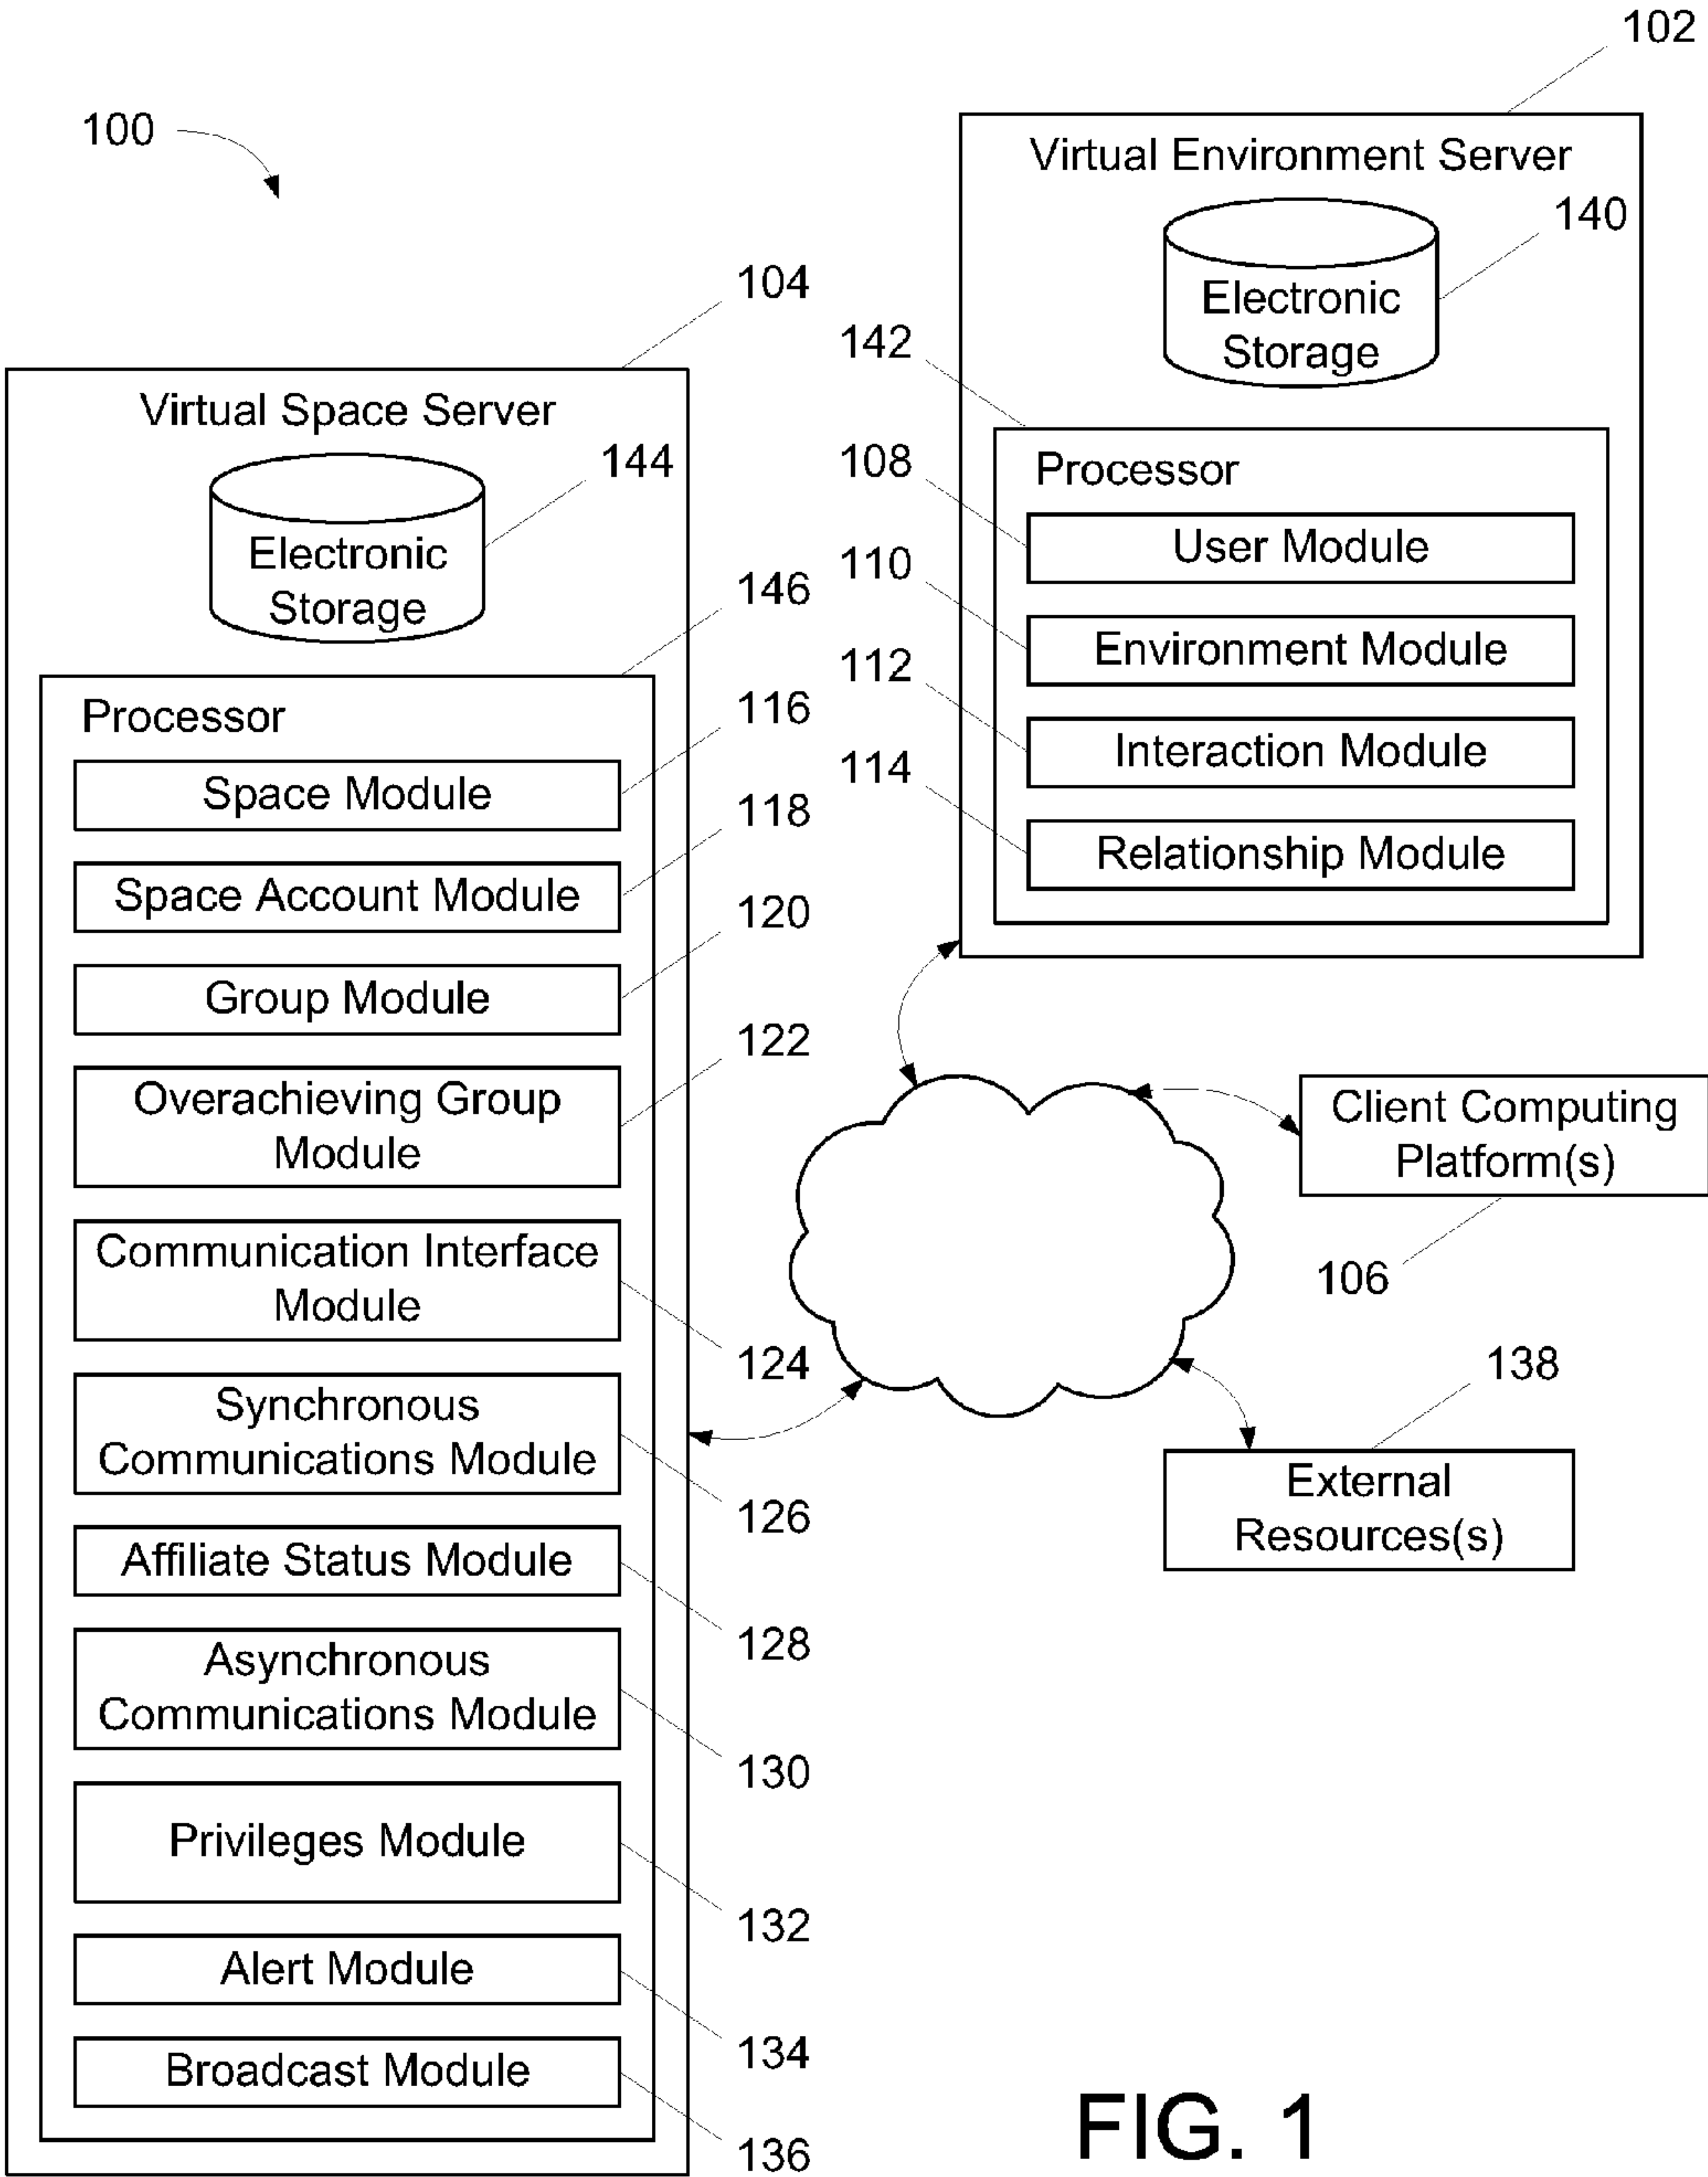 102
100
Virtual Environment Server
140
Electronic
Storage
104
142
Virtual Space Server
144
108
Processor
User Module
Electronic
Storage
146
110
Environment Module
112
Processor
116
Interaction Module
Space Module
114
118
Relationship Module
Space Account Module
120
Group Module
122
Overachieving Group
Module
Client Computing
Platform(s)
Communication Interface
Module
106
124
138
Synchronous
Communications Module
External
Resources(s)
126
Affiliate Status Module
128
Asynchronous
Communications Module
130
Privileges Module
132
Alert Module
134
Broadcast Module
136
FIG. 1